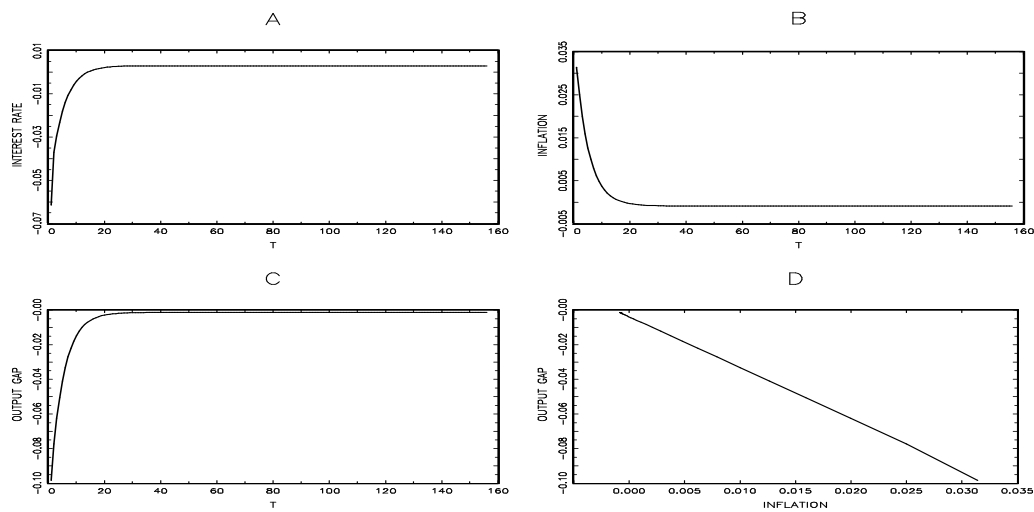 A
INTEREST RATE
0.01
−0.01
−0.03
−0.05
−0.07
0 20 40 60 80 100 120 140 160
T
B
INFLATION
0.035
0.025
0.015
0.005
−0.005
0 20 40 60 80 100 120 140 160
T
C
OUTPUT GAP
−0.00
−0.02
−0.04
−0.06
−0.08
−0.10
0 20 40 60 80 100 120 140 160
T
D
OUTPUT GAP
−0.00
−0.02
−0.04
−0.06
−0.08
−0.10
0.000 0.005 0.010 0.015 0.020 0.025 0.030 0.035
INFLATION